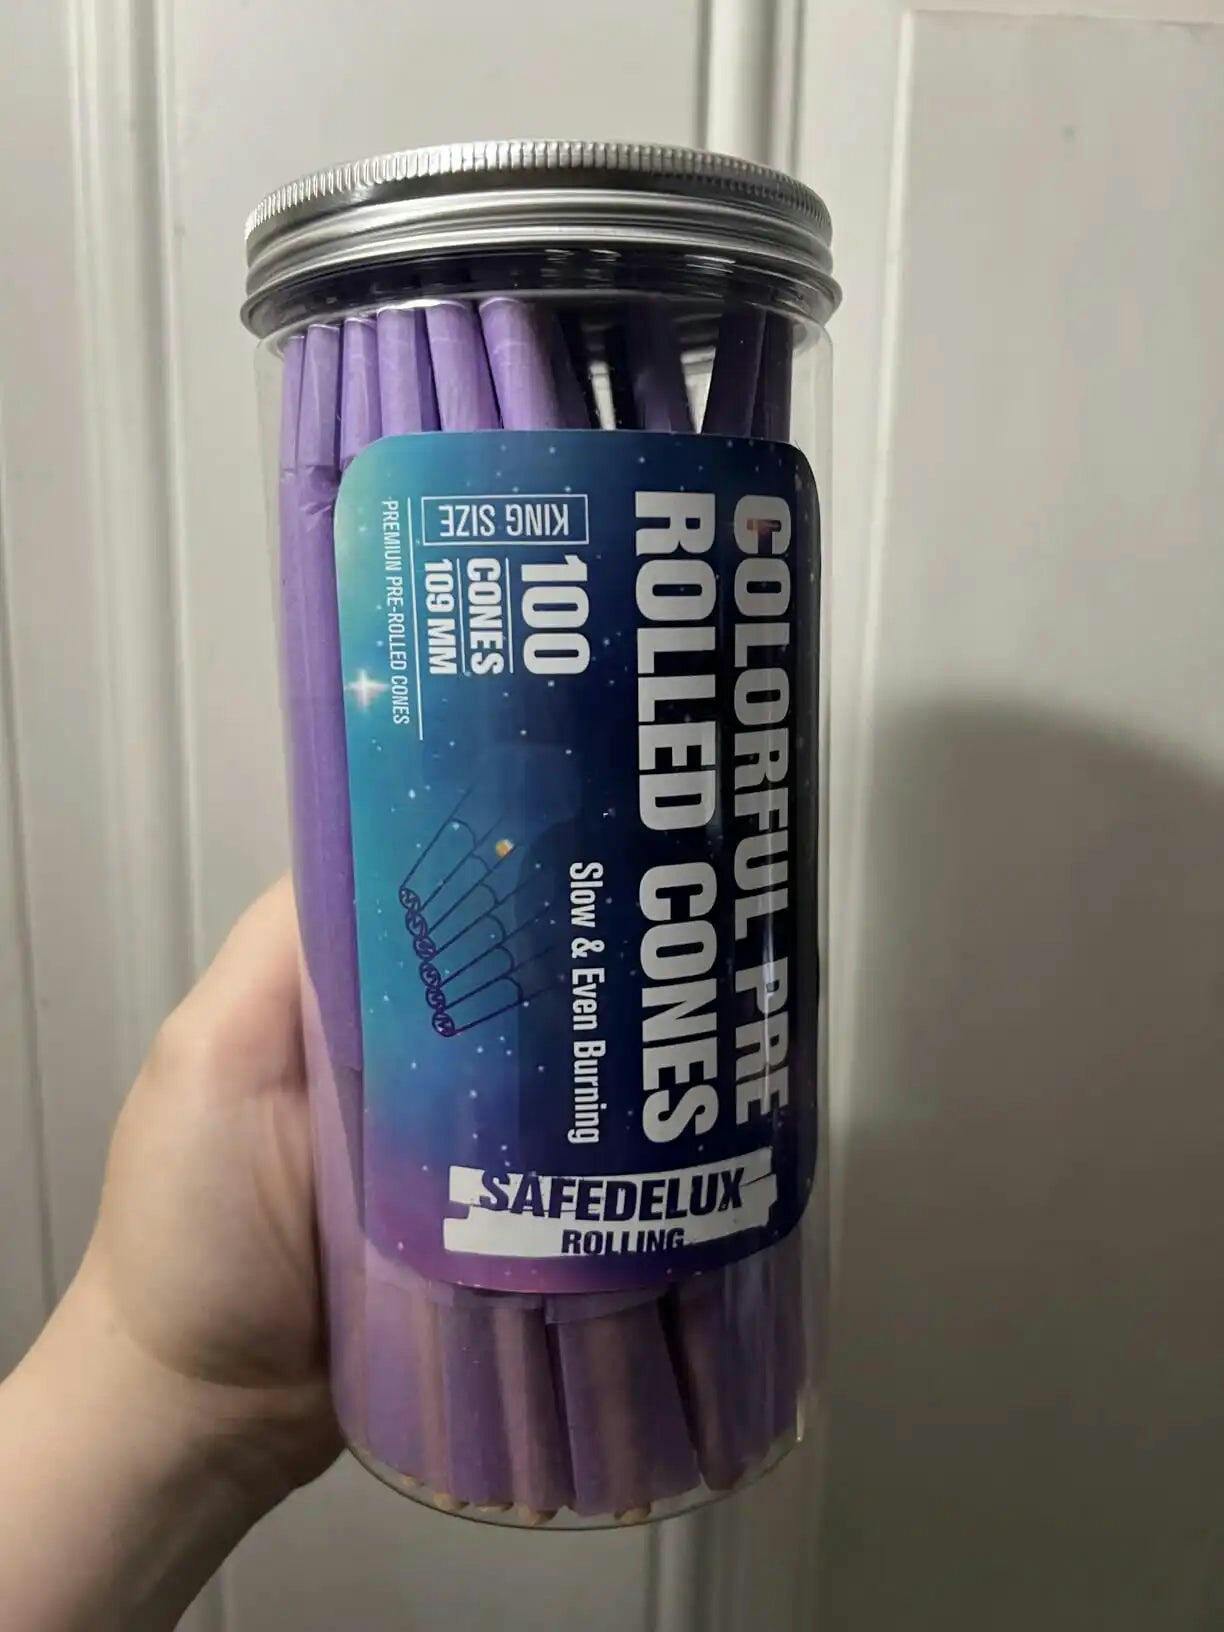 COLORFUL PRE
ROLLED CONES
Slow & Even Burning
100
CONES
109 MM
KING SIZE
PREMIUN PRE-ROLLED CONES
SAFEDELUX
ROLLING